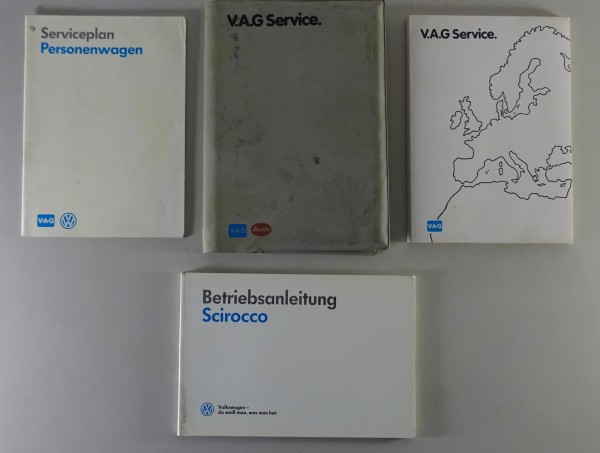 Serviceplan
Personenwagen
V·A·G
V.A.G Service.
V·A·G
Audi
V.A.G Service.
V·A·G
Betriebsanleitung
Scirocco
Volkswagen –
da weiß man, was man hat.